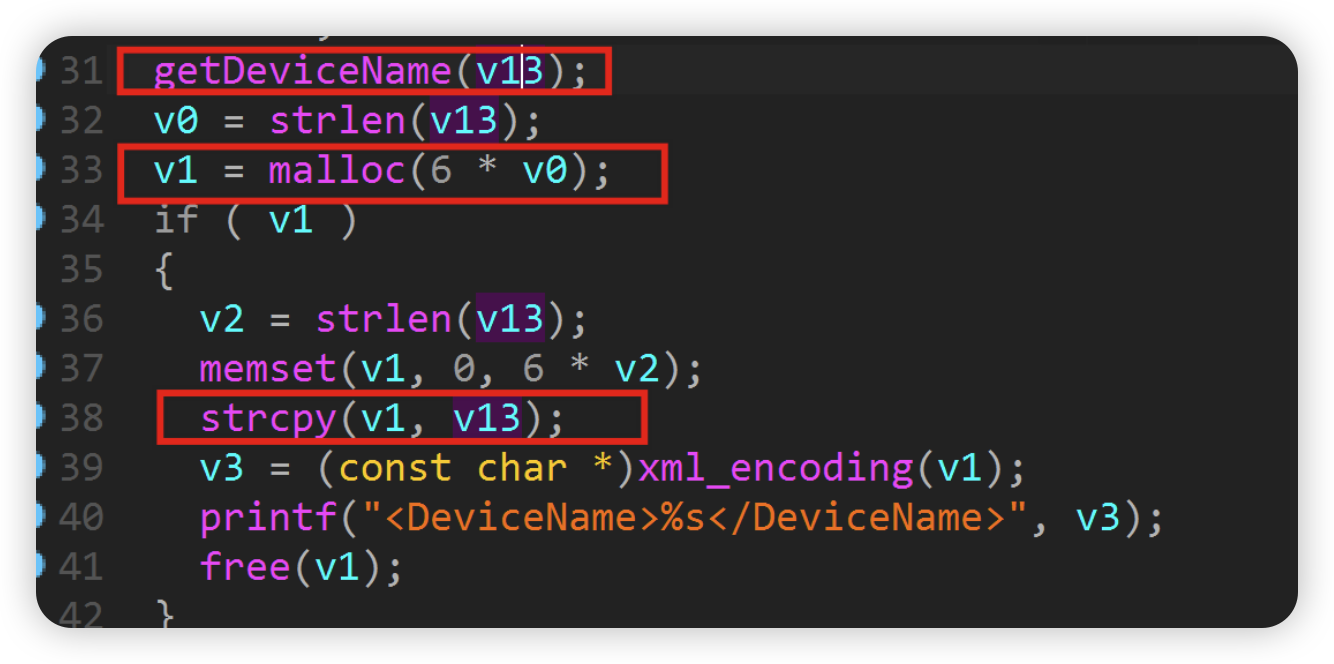 31 getDeviceName(v13);
32 v0 = strlen(v13);
33 v1 = malloc(6 * v0);
34 if ( v1 )
35 {
36 v2 = strlen(v13);
37 memset(v1, 0, 6 * v2);
38 strcpy(v1, v13);
39 v3 = (const char *)xml_encoding(v1);
40 printf("<DeviceName>%s</DeviceName>", v3);
41 free(v1);
42 }